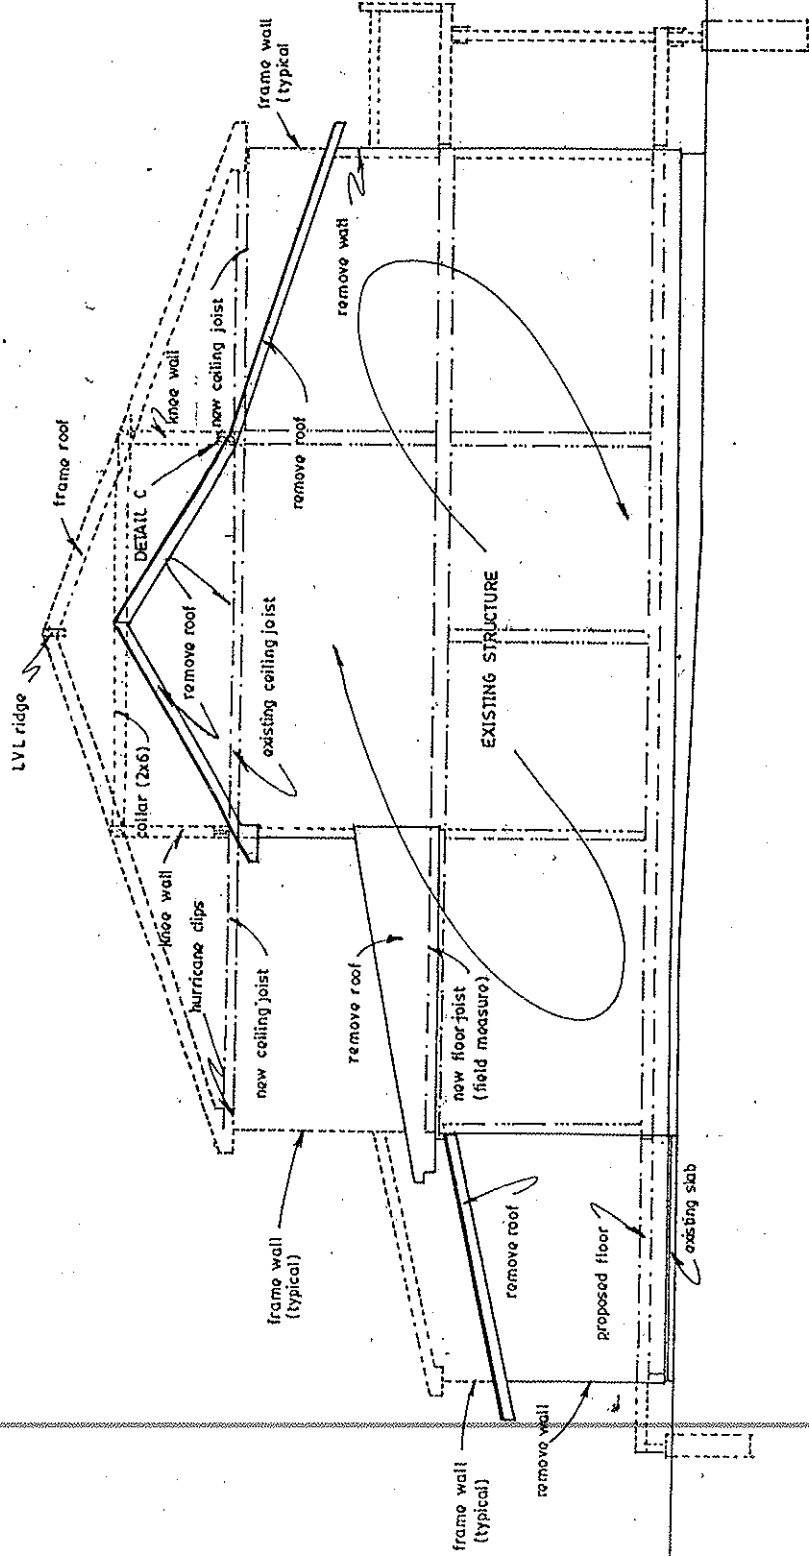 LVL ridge
frame roof
collar (2x6)
knee wall
DETAIL C
new ceiling joist
frame wall
(typical
knee wall
hurricane clips
remove roof
existing ceiling joist
remove roof
remove wall
new ceiling joist
remove roof
frame wall
(typical)
new floor joist
(field measure)
EXISTING STRUCTURE
frame wall
(typical)
remove roof
remove wall
proposed floor
existing slab